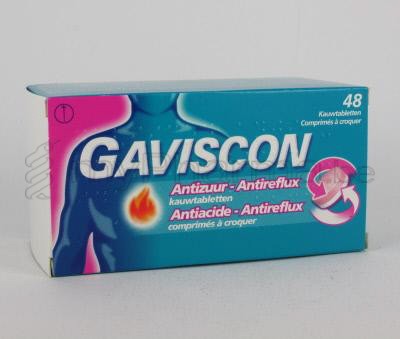 48
Kauwtabletten
Comprimés à croquer
GAVISCON
Antizuur - Antireflux
kauwtabletten
Antiacide - Antireflux
comprimés à croquer